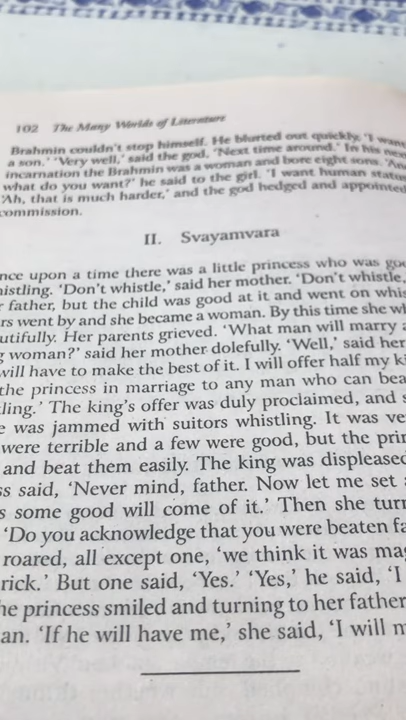 102 The Many Worlds of Literature
Brahmin couldn't stop himself. He blurted out quickly, 'I want
a son.' 'Very well,' said the god, 'Next time around.' In his next
incarnation the Brahmin was a woman and bore eight sons. 'And
what do you want?' he said to the girl. 'I want human status
'Ah, that is much harder,' and the god hedged and appointed
commission.
II. Svayamvara
nce upon a time there was a little princess who was goo
istling. 'Don't whistle,' said her mother. 'Don't whistle,
r father, but the child was good at it and went on whis
rs went by and she became a woman. By this time she wh
utifully. Her parents grieved. 'What man will marry a
g woman?' said her mother dolefully. 'Well,' said her
will have to make the best of it. I will offer half my ki
the princess in marriage to any man who can bea
ling.' The king's offer was duly proclaimed, and s
e was jammed with suitors whistling. It was ve
were terrible and a few were good, but the prin
and beat them easily. The king was displeased
ss said, 'Never mind, father. Now let me set a
s some good will come of it.' Then she turn
'Do you acknowledge that you were beaten fa
roared, all except one, 'we think it was mag
rick.' But one said, 'Yes.' 'Yes,' he said, 'I
he princess smiled and turning to her father
an. 'If he will have me,' she said, 'I will m